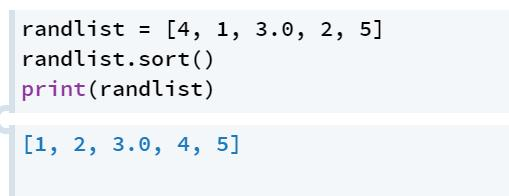 randlist = [4, 1, 3.0, 2, 5]
randlist.sort()
print(randlist)
[1, 2, 3.0, 4, 5]